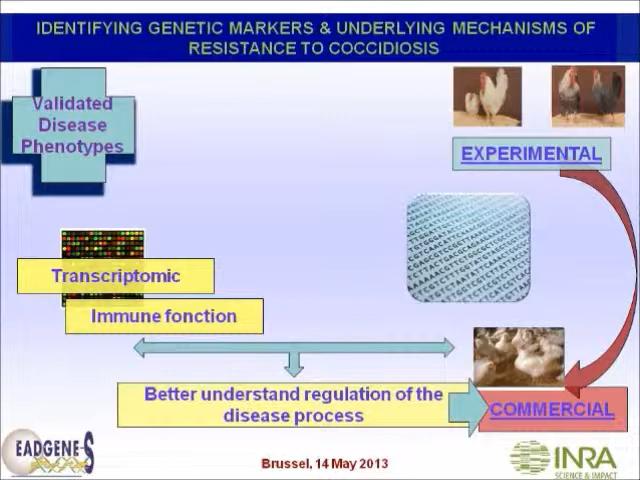 IDENTIFYING GENETIC MARKERS & UNDERLYING MECHANISMS OF
RESISTANCE TO COCCIDIOSIS
Validated
Disease
Phenotypes
EXPERIMENTAL
Transcriptomic
Immune fonction
Better understand regulation of the
disease process
COMMERCIAL
EADGENE-S
Brussel, 14 May 2013
INRA
SCIENCE & IMPACT